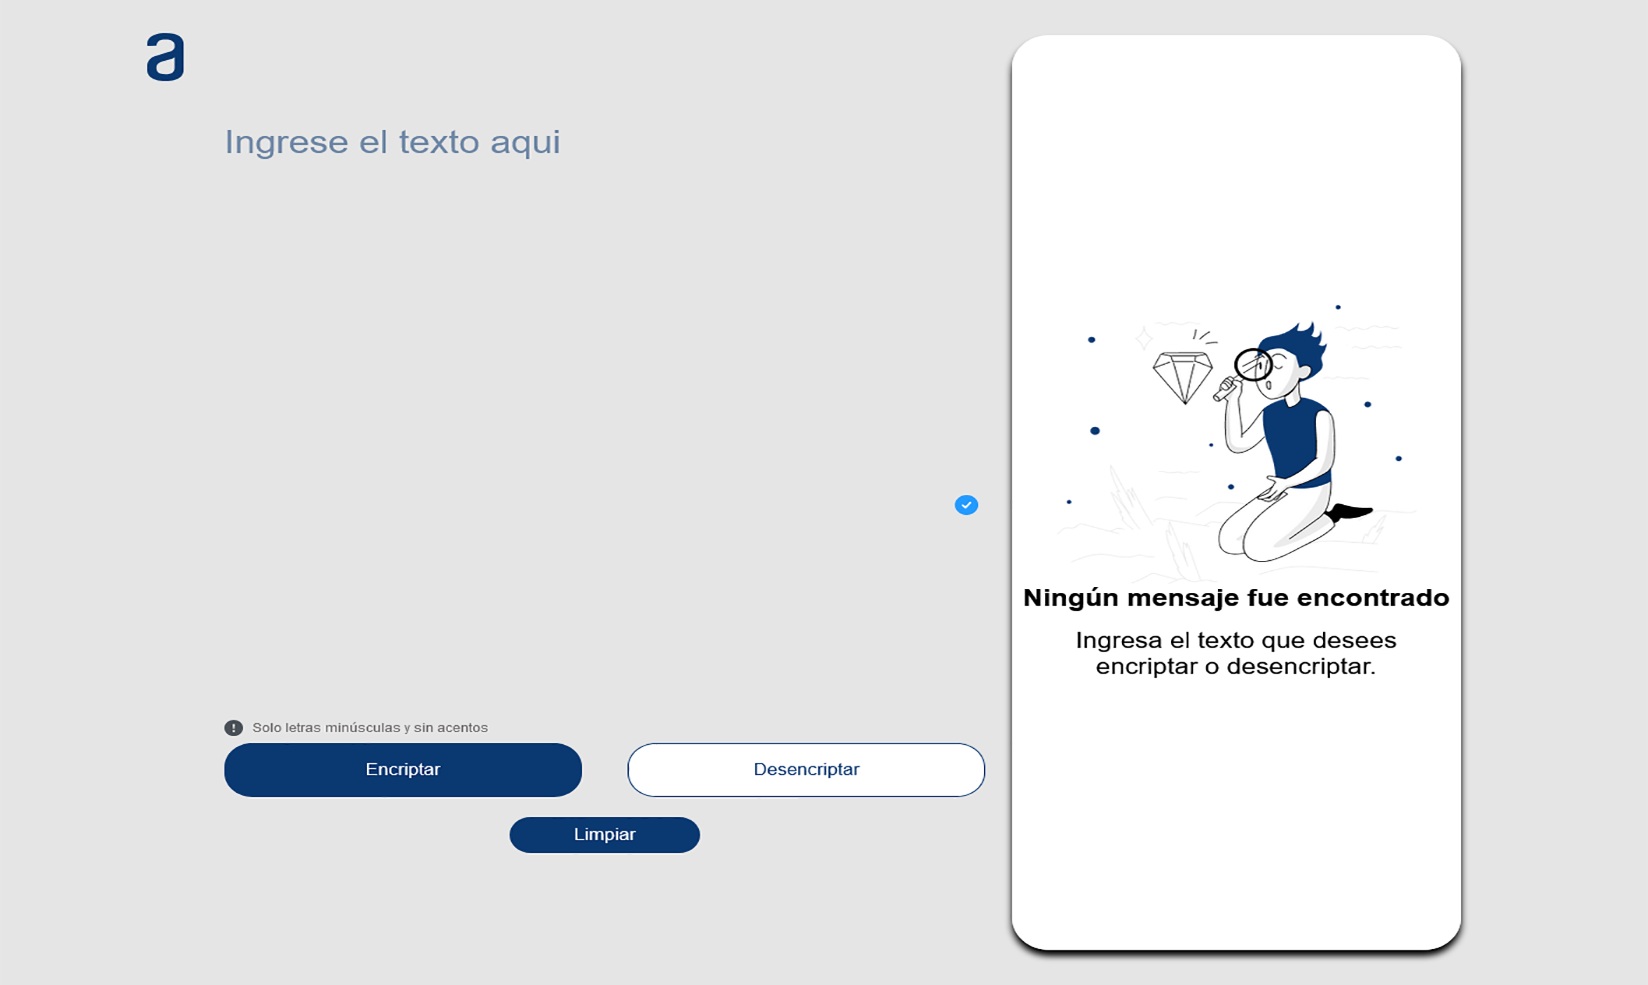 a
Ingrese el texto aqui
Ningún mensaje fue encontrado
Ingresa el texto que desees
encriptar o desencriptar.
Solo letras minúsculas y sin acentos
Encriptar
Desencriptar
Limpiar